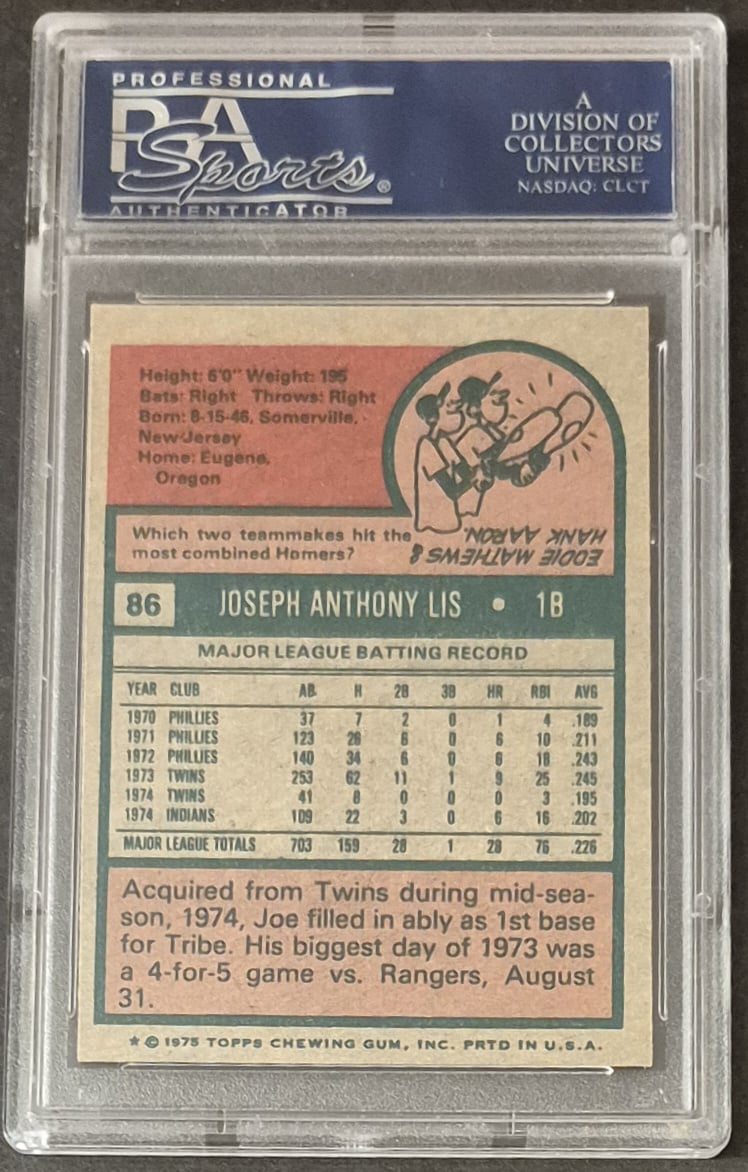 PROFESSIONAL
PSA
Sports®
AUTHENTICATOR
A
DIVISION OF
COLLECTORS
UNIVERSE
NASDAQ: CLCT
Height: 6'0" Weight: 195
Bats: Right Throws: Right
Born: 8-15-46, Somerville,
New Jersey
Home: Eugene,
Oregon
Which two teammakes hit the
most combined Homers?
EDDIE MATHEWS &
HANK AARON.
86 JOSEPH ANTHONY LIS • 1B
MAJOR LEAGUE BATTING RECORD
YEAR CLUB AB H 2B 3B HR RBI AVG
1970 PHILLIES 37 7 2 0 1 4 .189
1971 PHILLIES 123 26 6 0 6 10 .211
1972 PHILLIES 140 34 6 0 6 18 .243
1973 TWINS 253 62 11 1 9 25 .245
1974 TWINS 41 8 0 0 0 3 .195
1974 INDIANS 109 22 3 0 6 16 .202
MAJOR LEAGUE TOTALS 703 159 28 1 28 76 .226
Acquired from Twins during mid-sea-
son, 1974, Joe filled in ably as 1st base
for Tribe. His biggest day of 1973 was
a 4-for-5 game vs. Rangers, August
31.
★ © 1975 TOPPS CHEWING GUM, INC. PRTD IN U.S.A.